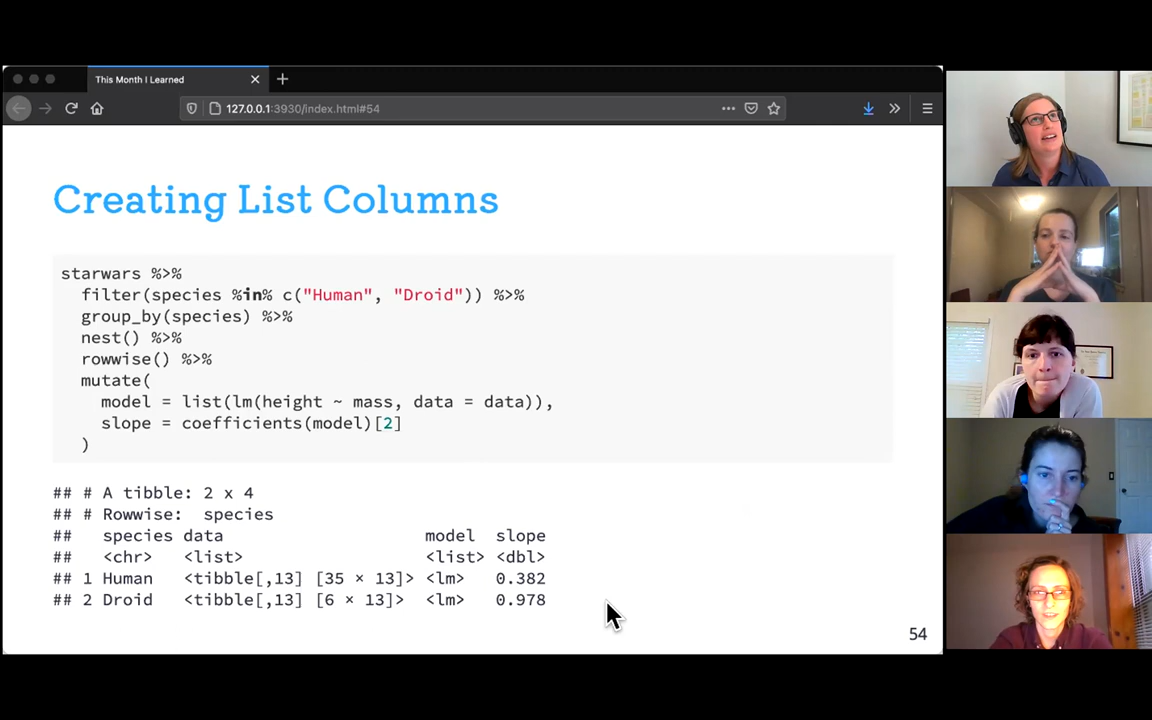 This Month I Learned
127.0.0.1:3930/index.html#54
Creating List Columns
starwars %>%
filter(species %in% c("Human", "Droid")) %>%
group_by(species) %>%
nest() %>%
rowwise() %>%
mutate(
model = list(lm(height ~ mass, data = data)),
slope = coefficients(model)[2]
)
## # A tibble: 2 x 4
## # Rowwise:  species
##   species data model slope
##   <chr> <list> <list> <dbl>
## 1 Human <tibble[,13] [35 × 13]> <lm> 0.382
## 2 Droid <tibble[,13] [6 × 13]> <lm> 0.978
54